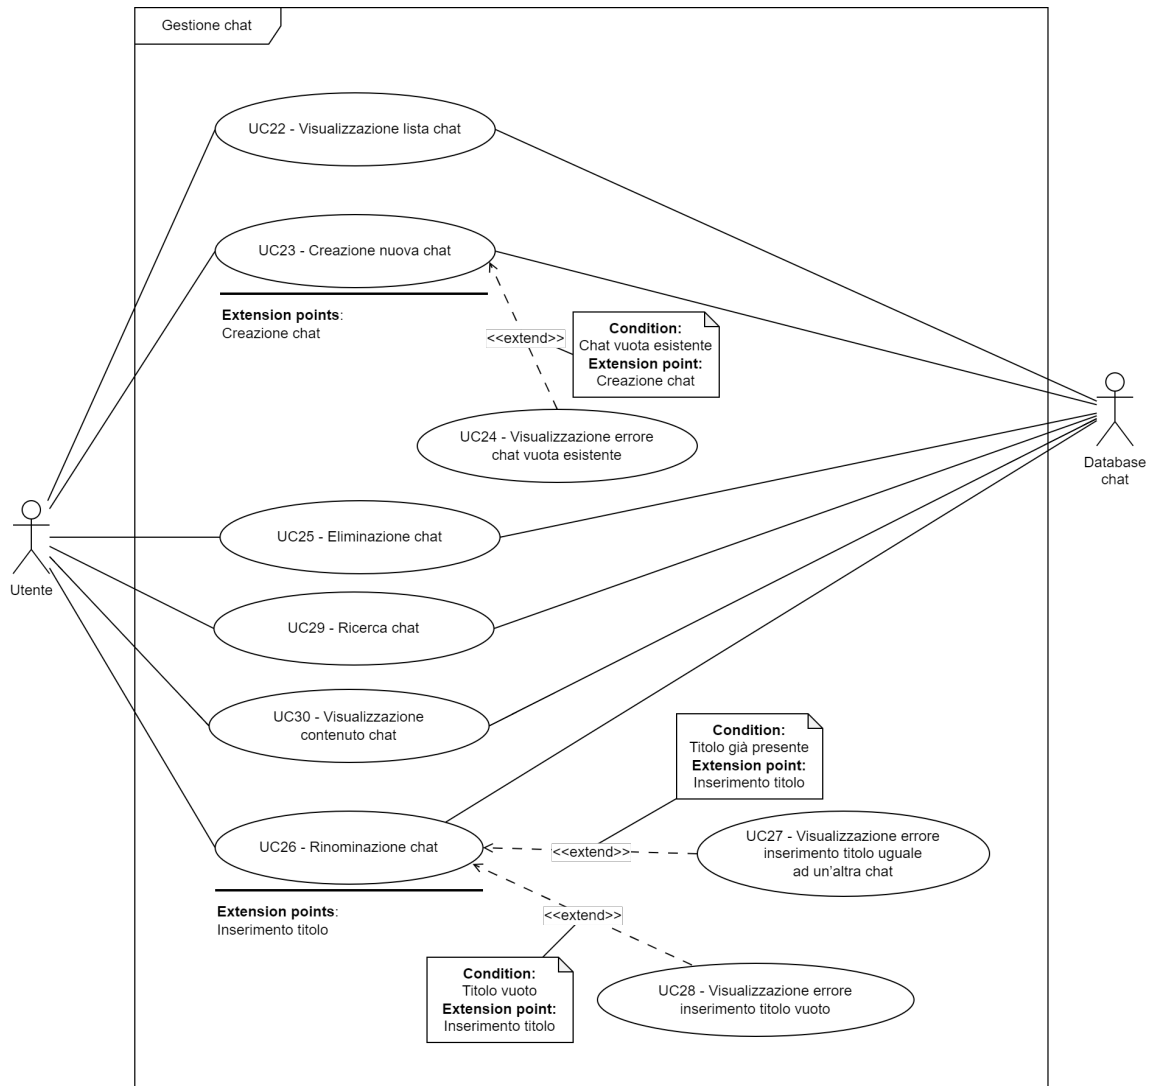 Gestione chat
UC22 - Visualizzazione lista chat
UC23 - Creazione nuova chat
Extension points:
Creazione chat
<<extend>>
Condition:
Chat vuota esistente
Extension point:
Creazione chat
UC24 - Visualizzazione errore
chat vuota esistente
Database
chat
Utente
UC25 - Eliminazione chat
UC29 - Ricerca chat
UC30 - Visualizzazione
contenuto chat
Condition:
Titolo già presente
Extension point:
Inserimento titolo
UC26 - Rinominazione chat
<<extend>>
UC27 - Visualizzazione errore
inserimento titolo uguale
ad un'altra chat
Extension points:
Inserimento titolo
<<extend>>
Condition:
Titolo vuoto
Extension point:
Inserimento titolo
UC28 - Visualizzazione errore
inserimento titolo vuoto